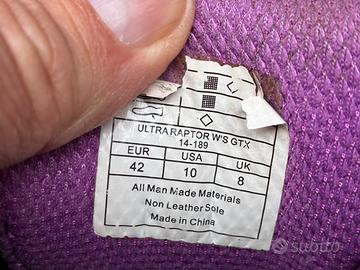 ULTRA RAPTOR W'S GTX
14-189
EUR USA UK
42 10 8
All Man Made Materials
Non Leather Sole
Made in China
subito